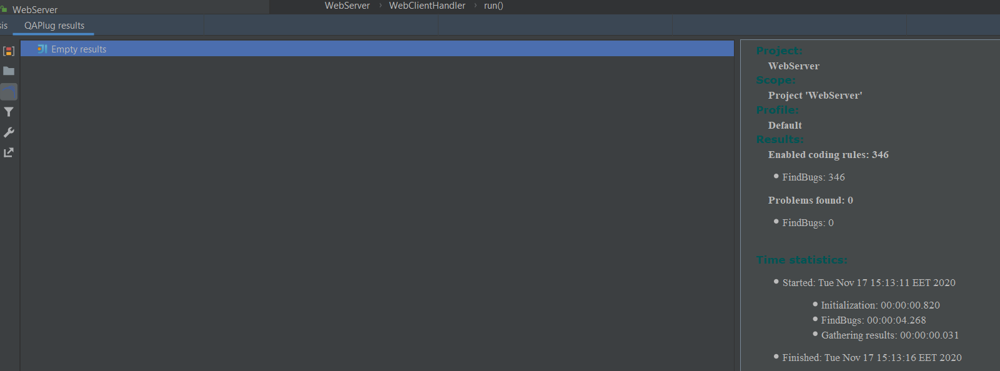 WebServer
WebServer › WebClientHandler › run()
sis
QAPlug results
Empty results
Project:
WebServer
Scope:
Project 'WebServer'
Profile:
Default
Results:
Enabled coding rules: 346
• FindBugs: 346
Problems found: 0
• FindBugs: 0
Time statistics:
• Started: Tue Nov 17 15:13:11 EET 2020
• Initialization: 00:00:00.820
• FindBugs: 00:00:04.268
• Gathering results: 00:00:00.031
• Finished: Tue Nov 17 15:13:16 EET 2020